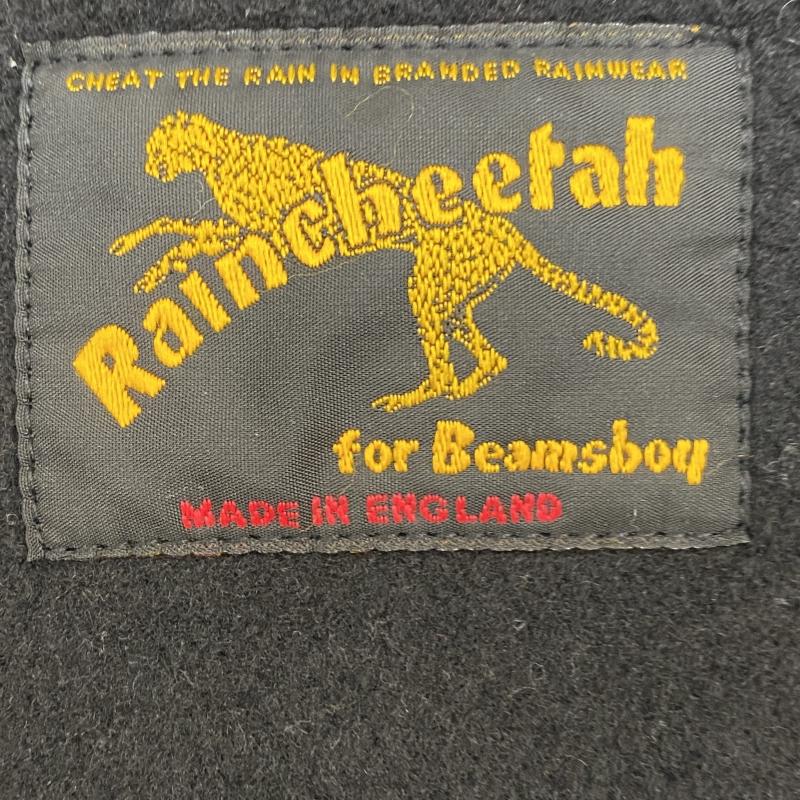 CHEAT THE RAIN IN BRANDED RAINWEAR
Raincheetah
for Beamsboy
MADE IN ENGLAND